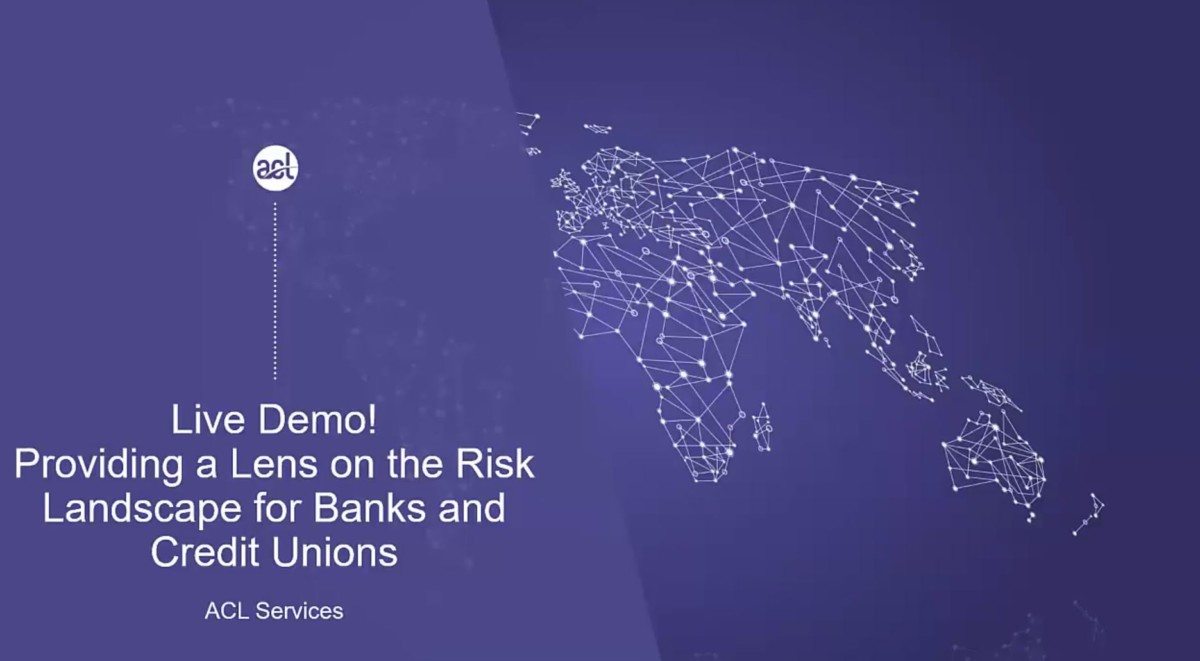 acl
Live Demo!
Providing a Lens on the Risk
Landscape for Banks and
Credit Unions
ACL Services